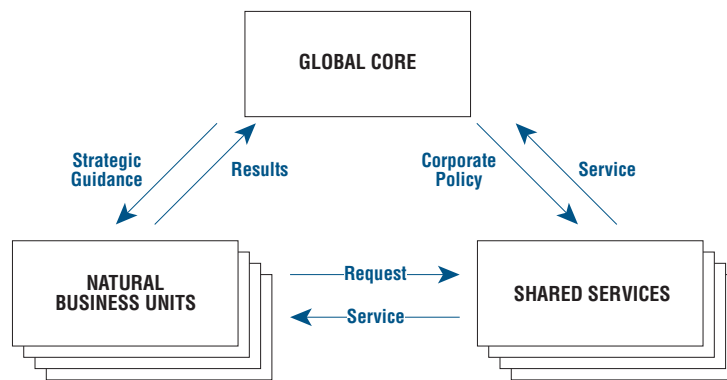 GLOBAL CORE
Strategic
Guidance
Results
Corporate
Policy
Service
NATURAL
BUSINESS UNITS
Request
Service
SHARED SERVICES